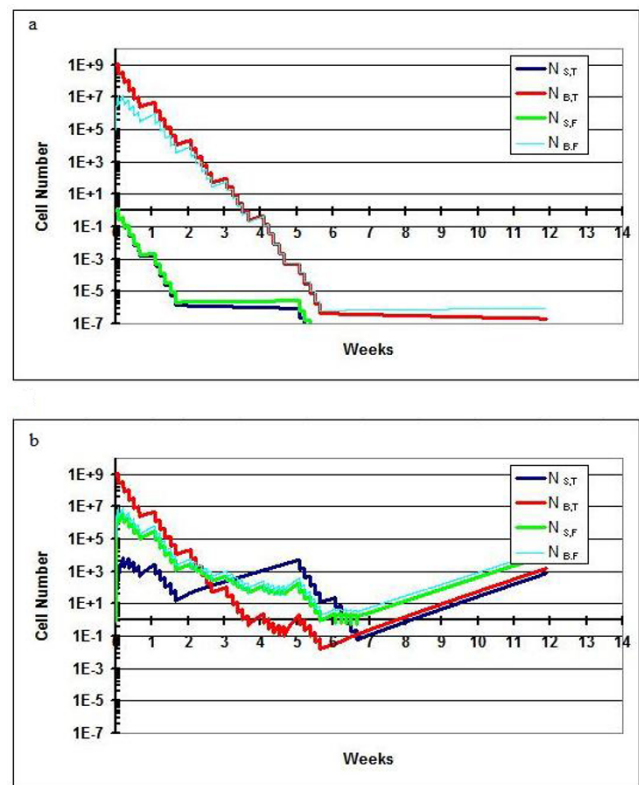 a
1E+9
1E+7
1E+5
1E+3
1E+1
1E-1
1E-3
1E-5
1E-7
Cell Number
0 1 2 3 4 5 6 7 8 9 10 11 12 13 14
Weeks
N S,T
N B,T
N S,F
N B,F
b
1E+9
1E+7
1E+5
1E+3
1E+1
1E-1
1E-3
1E-5
1E-7
Cell Number
0 1 2 3 4 5 6 7 8 9 10 11 12 13 14
Weeks
N S,T
N B,T
N S,F
N B,F